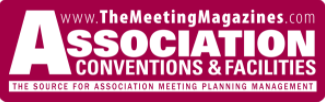 www.TheMeetingMagazines.com
ASSOCIATION
CONVENTIONS & FACILITIES
THE SOURCE FOR ASSOCIATION MEETING PLANNING MANAGEMENT